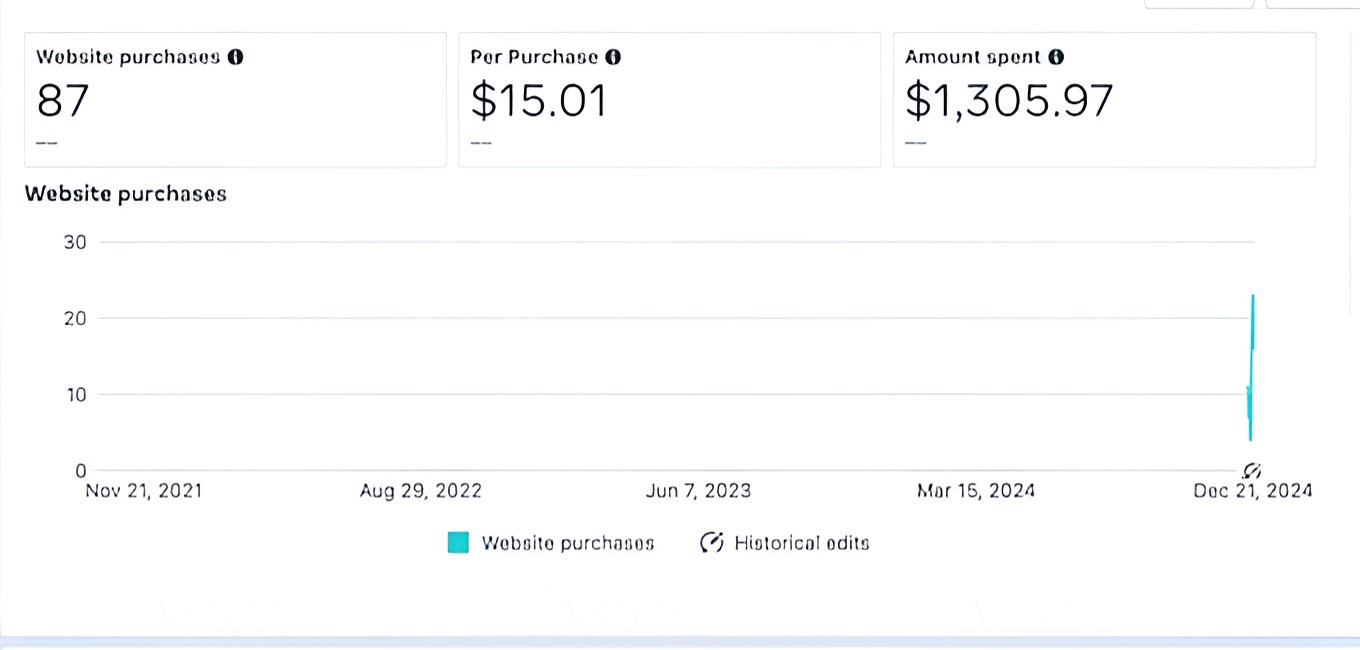 Website purchases
87
--
Per Purchase
$15.01
--
Amount spent
$1,305.97
--
Website purchases
30
20
10
0
Nov 21, 2021
Aug 29, 2022
Jun 7, 2023
Mar 15, 2024
Dec 21, 2024
Website purchases
Historical edits